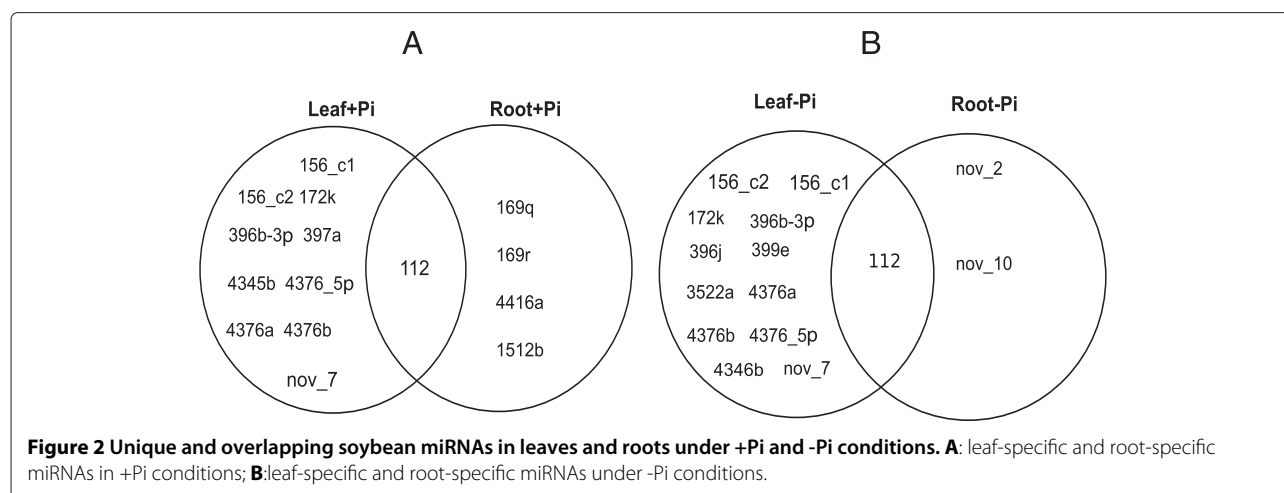 A
B
Leaf+Pi
Root+Pi
Leaf-Pi
Root-Pi
156_c1
156_c2 172k
396b-3p 397a
4345b 4376_5p
4376a 4376b
nov_7
112
169q
169r
4416a
1512b
156_c2 156_c1
172k 396b-3p
396j 399e
3522a 4376a
4376b 4376_5p
4346b nov_7
112
nov_2
nov_10
Figure 2 Unique and overlapping soybean miRNAs in leaves and roots under +Pi and -Pi conditions. A: leaf-specific and root-specific
miRNAs in +Pi conditions; B:leaf-specific and root-specific miRNAs under -Pi conditions.